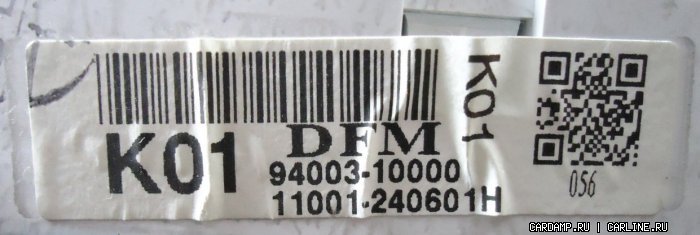 K01 DFM
94003-10000
11001-240601H
K01
056
CARDAMP.RU | CARLINE.RU